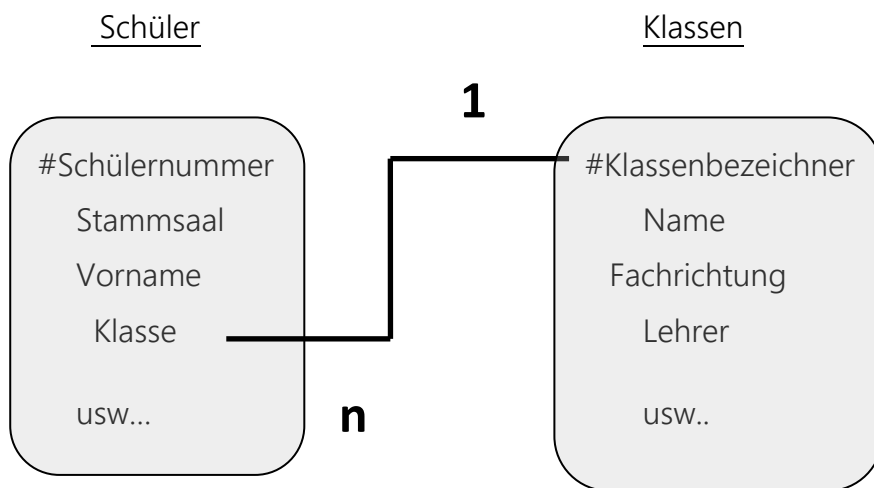 Schüler
#Schülernummer
Stammsaal
Vorname
Klasse
usw...
1
n
Klassen
#Klassenbezeichner
Name
Fachrichtung
Lehrer
usw..